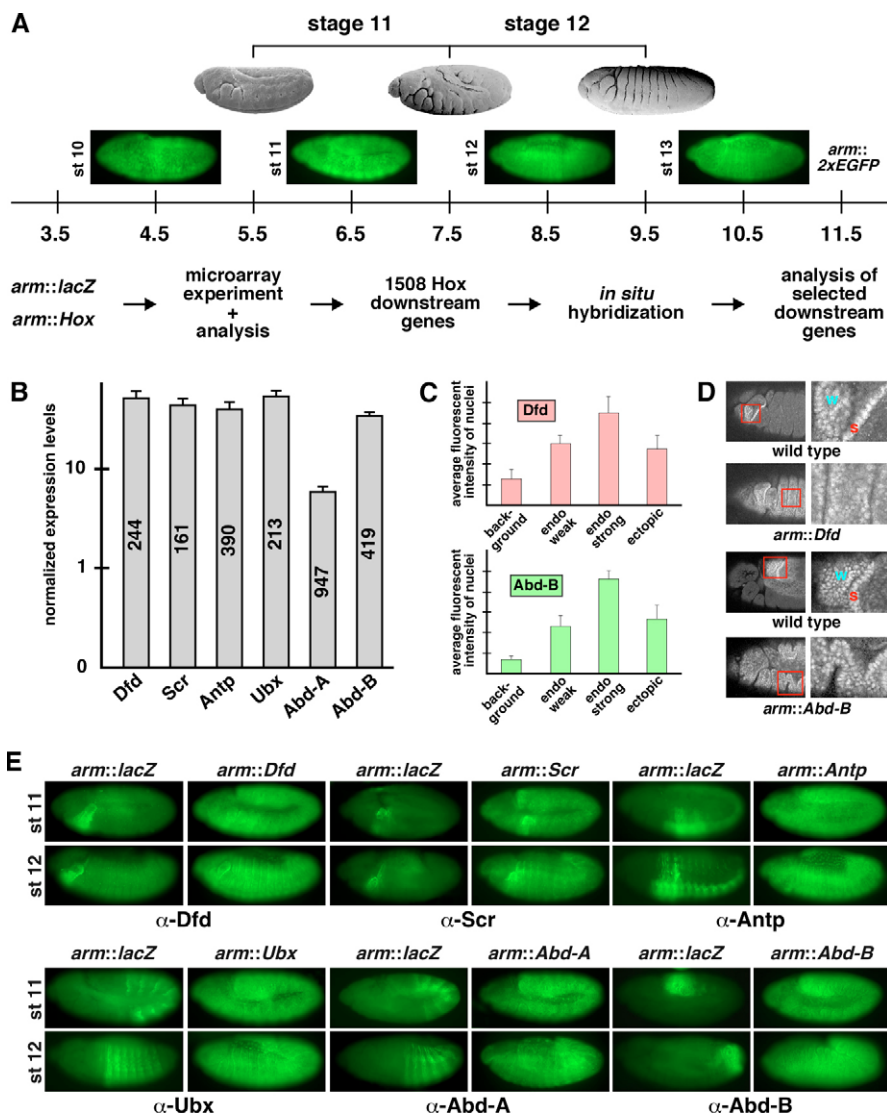 A
stage 11
stage 12
st 10
st 11
st 12
st 13
arm::
2xEGFP
3.5 4.5 5.5 6.5 7.5 8.5 9.5 10.5 11.5
arm::lacZ
arm::Hox
microarray
experiment
+
analysis
1508 Hox
downstream
genes
in situ
hybridization
analysis of
selected
downstream
genes
B
normalized expression levels
10
1
0
244
161
390
213
947
419
Dfd
Scr
Antp
Ubx
Abd-A
Abd-B
C
average fluorescent
intensity of nuclei
Dfd
back-
ground
endo
weak
endo
strong
ectopic
average fluorescent
intensity of nuclei
Abd-B
back-
ground
endo
weak
endo
strong
ectopic
D
w
s
wild type
arm::Dfd
w
s
wild type
arm::Abd-B
E
arm::lacZ arm::Dfd arm::lacZ arm::Scr arm::lacZ arm::Antp
st 11
st 12
α-Dfd α-Scr α-Antp
arm::lacZ arm::Ubx arm::lacZ arm::Abd-A arm::lacZ arm::Abd-B
st 11
st 12
α-Ubx α-Abd-A α-Abd-B